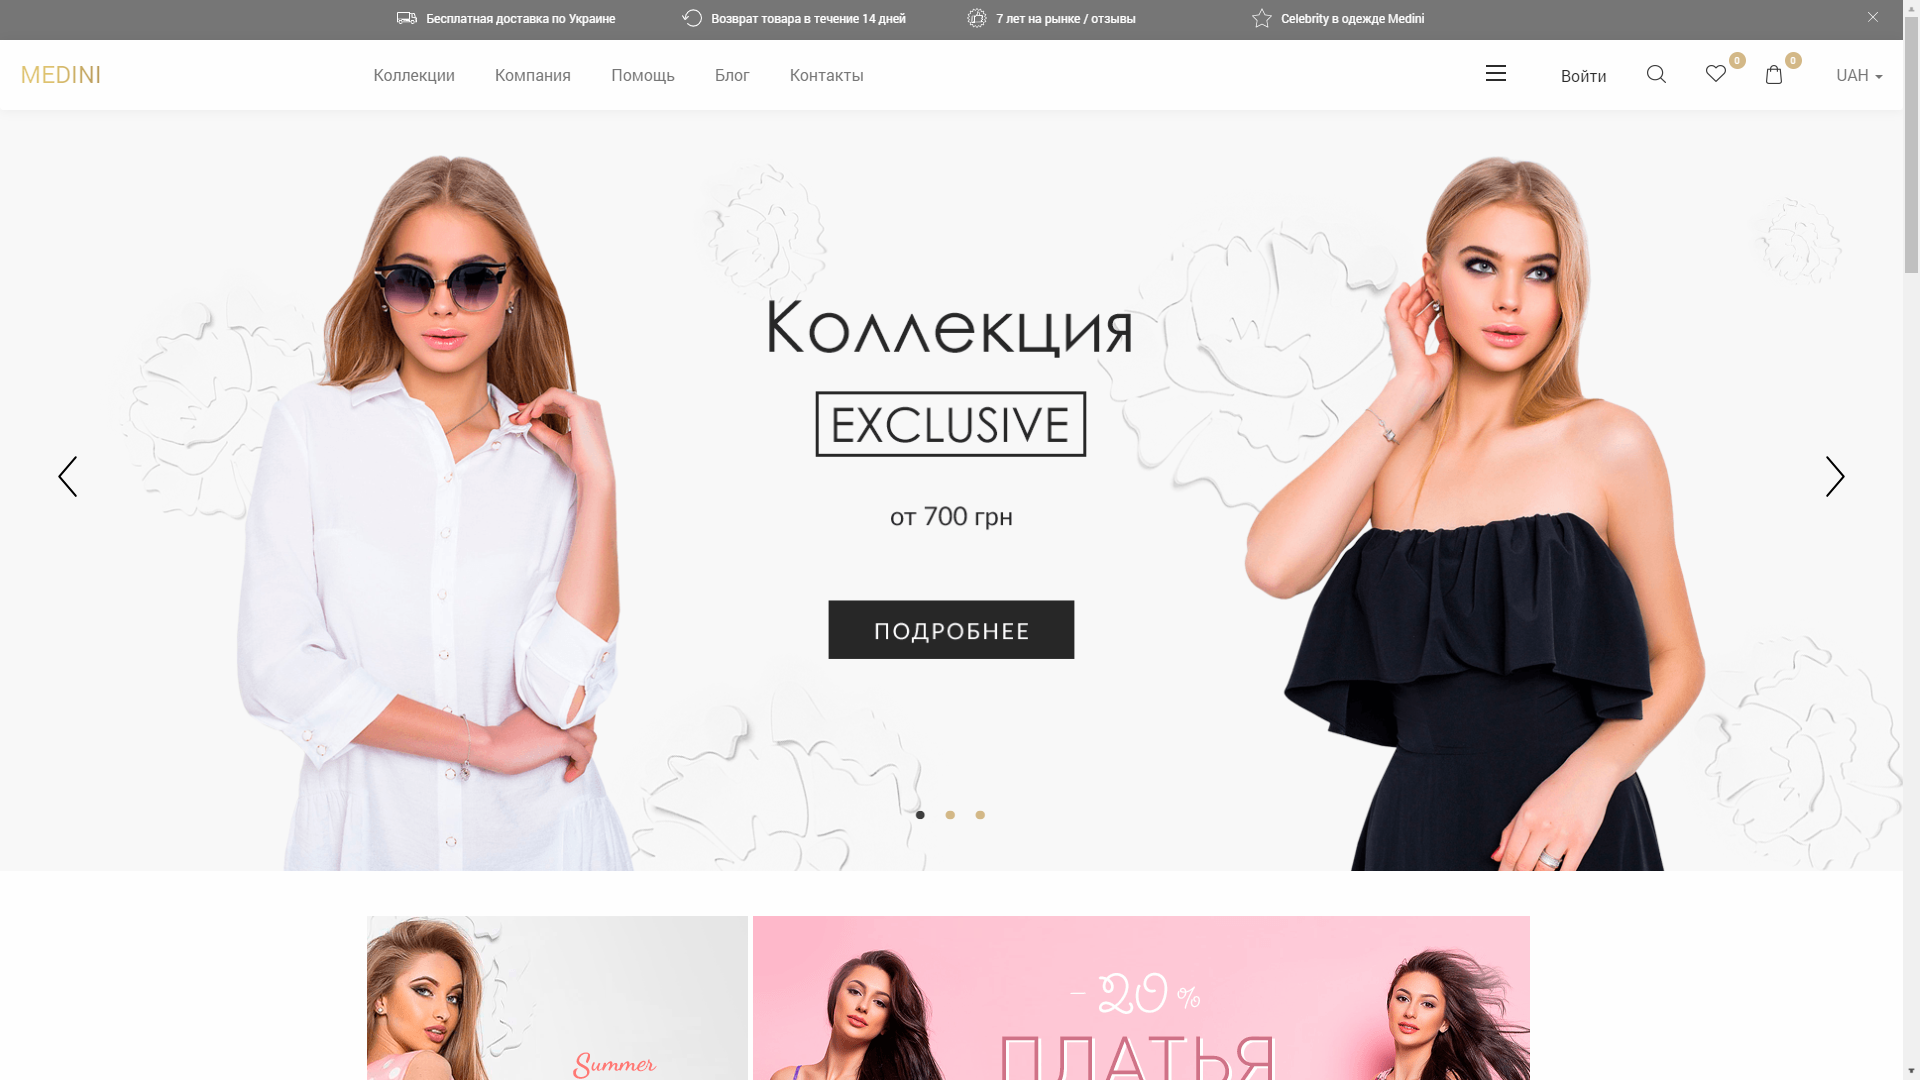 Бесплатная доставка по Украине
Возврат товара в течение 14 дней
7 лет на рынке / отзывы
Celebrity в одежде Medini
MEDINI
Коллекции
Компания
Помощь
Блог
Контакты
Войти
0
0
UAH
Коллекция
EXCLUSIVE
от 700 грн
ПОДРОБНЕЕ
Summer
- 20 %
ПЛАТЬЯ